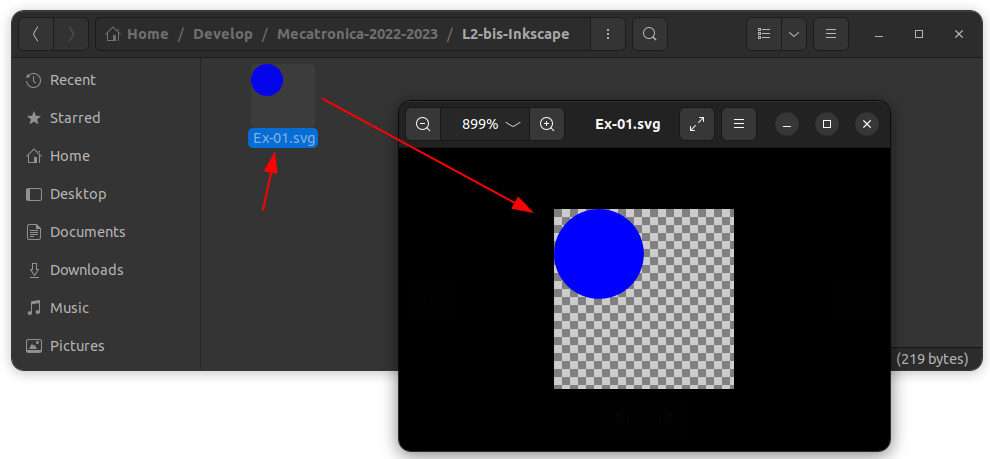 Home / Develop / Mecatronica-2022-2023 / L2-bis-Inkscape
Recent
Starred
Home
Desktop
Documents
Downloads
Music
Pictures
Ex-01.svg
899% Ex-01.svg
(219 bytes)